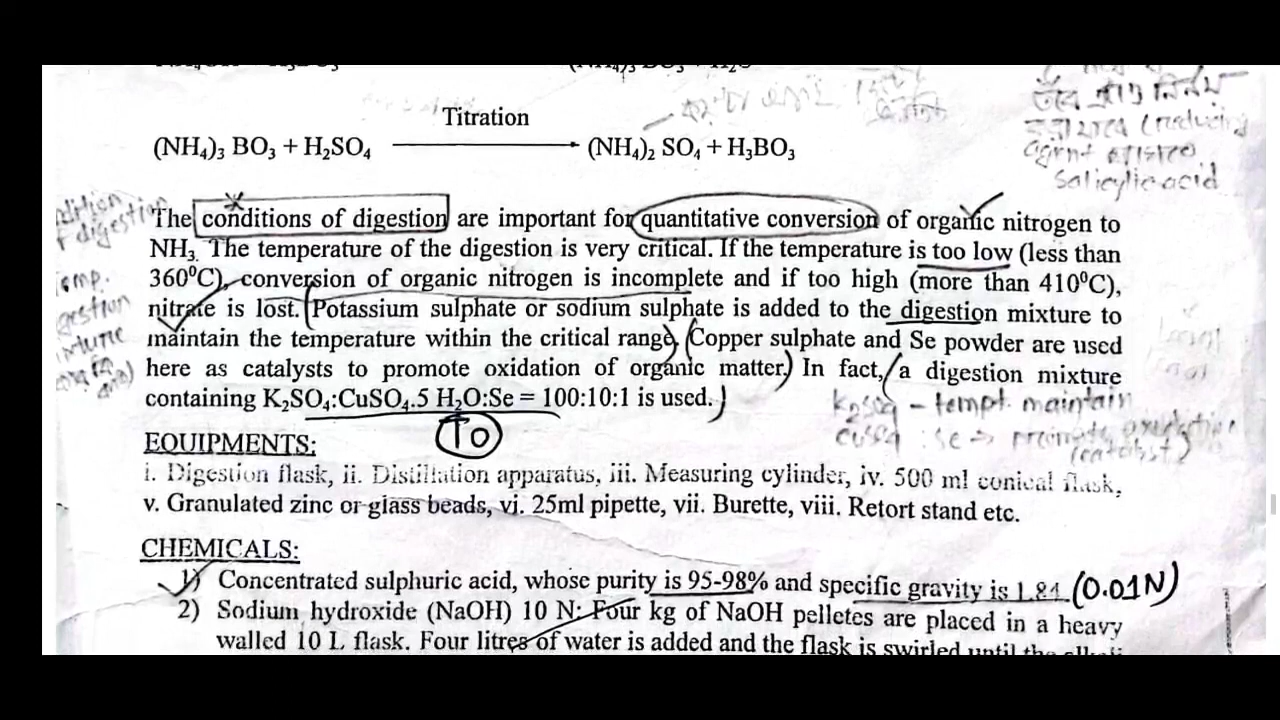 Titration
(NH₄)₃ BO₃ + H₂SO₄ ⟶ (NH₄)₂ SO₄ + H₃BO₃
(reducing
Salicylic acid
The conditions of digestion are important for quantitative conversion of organic nitrogen to
NH₃. The temperature of the digestion is very critical. If the temperature is too low (less than
360⁰C), conversion of organic nitrogen is incomplete and if too high (more than 410⁰C),
nitrate is lost. (Potassium sulphate or sodium sulphate is added to the digestion mixture to
maintain the temperature within the critical range) (Copper sulphate and Se powder are used
here as catalysts to promote oxidation of organic matter.) In fact, (a digestion mixture
containing K₂SO₄:CuSO₄.5 H₂O:Se = 100:10:1 is used.)
K₂SO₄ – tempt. maintain
CuSO₄ : Se → promote oxidation
(catalyst)
EQUIPMENTS:
i. Digestion flask, ii. Distillation apparatus, iii. Measuring cylinder, iv. 500 ml conical flask,
v. Granulated zinc or glass beads, vi. 25ml pipette, vii. Burette, viii. Retort stand etc.
CHEMICALS:
1) Concentrated sulphuric acid, whose purity is 95-98% and specific gravity is 1.84 (0.01N)
2) Sodium hydroxide (NaOH) 10 N: Four kg of NaOH pelletes are placed in a heavy
walled 10 L flask. Four litres of water is added and the flask is swirled until the alkali